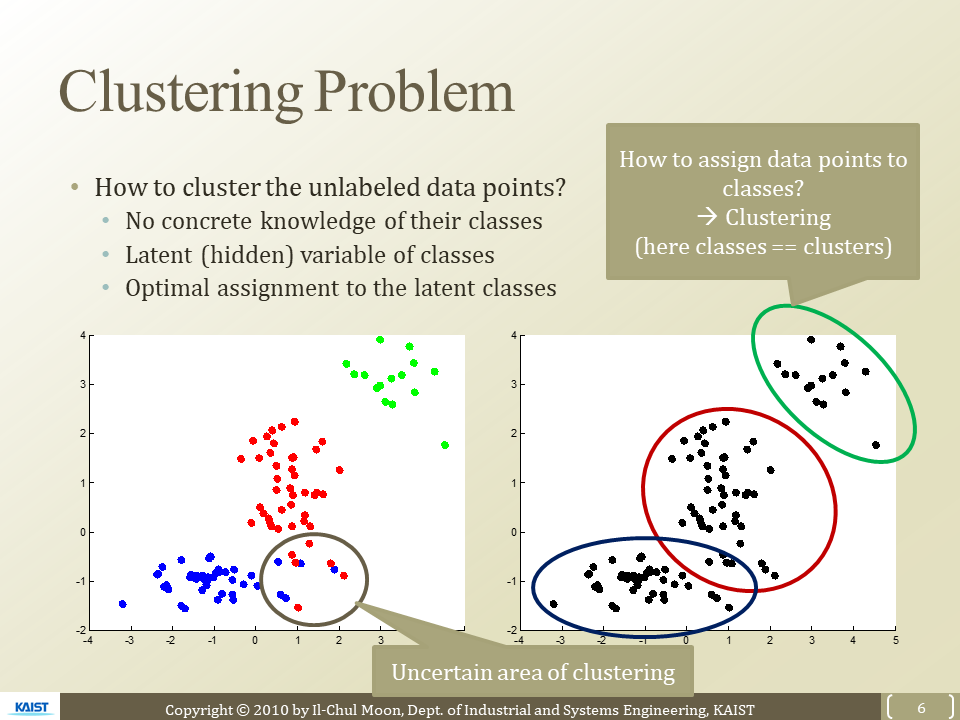 Clustering Problem
How to assign data points to
classes?
→ Clustering
(here classes == clusters)
• How to cluster the unlabeled data points?
• No concrete knowledge of their classes
• Latent (hidden) variable of classes
• Optimal assignment to the latent classes
4
3
2
1
0
-1
-2
-4 -3 -2 -1 0 1 2 3
4
3
2
1
0
-1
-2
-4 -3 -2 -1 0 1 2 3 4 5
Uncertain area of clustering
KAIST
Copyright © 2010 by Il-Chul Moon, Dept. of Industrial and Systems Engineering, KAIST
6